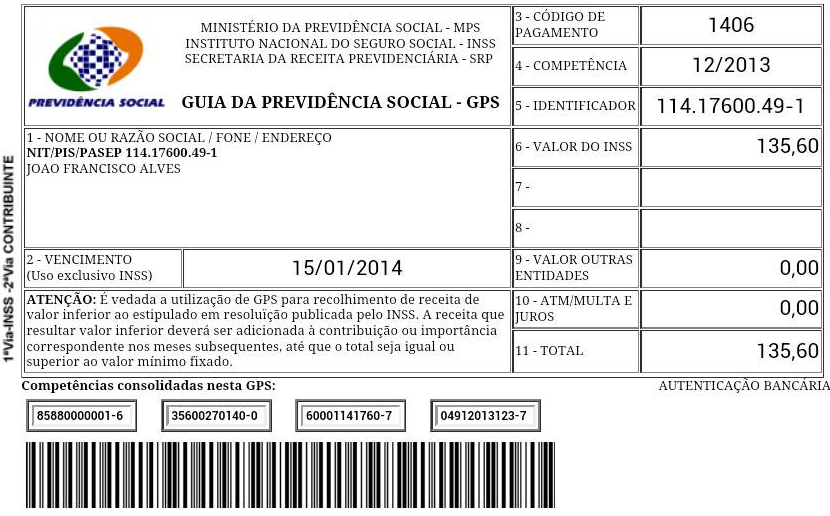 MINISTÉRIO DA PREVIDÊNCIA SOCIAL - MPS
INSTITUTO NACIONAL DO SEGURO SOCIAL - INSS
SECRETARIA DA RECEITA PREVIDENCIÁRIA - SRP
PREVIDÊNCIA SOCIAL
GUIA DA PREVIDÊNCIA SOCIAL - GPS
3 - CÓDIGO DE
PAGAMENTO
1406
4 - COMPETÊNCIA
12/2013
5 - IDENTIFICADOR
114.17600.49-1
1 - NOME OU RAZÃO SOCIAL / FONE / ENDEREÇO
NIT/PIS/PASEP 114.17600.49-1
JOAO FRANCISCO ALVES
6 - VALOR DO INSS
135,60
7 -
8 -
2 - VENCIMENTO
(Uso exclusivo INSS)
15/01/2014
9 - VALOR OUTRAS
ENTIDADES
0,00
ATENÇÃO: É vedada a utilização de GPS para recolhimento de receita de
valor inferior ao estipulado em resoluïção publicada pelo INSS. A receita que
resultar valor inferior deverá ser adicionada à contribuição ou importância
correspondente nos meses subsequentes, até que o total seja igual ou
superior ao valor mínimo fixado.
10 - ATM/MULTA E
JUROS
0,00
11 - TOTAL
135,60
1ªVia-INSS -2ªVia CONTRIBUINTE
Competências consolidadas nesta GPS:
AUTENTICAÇÃO BANCÁRIA
85880000001-6
35600270140-0
60001141760-7
04912013123-7